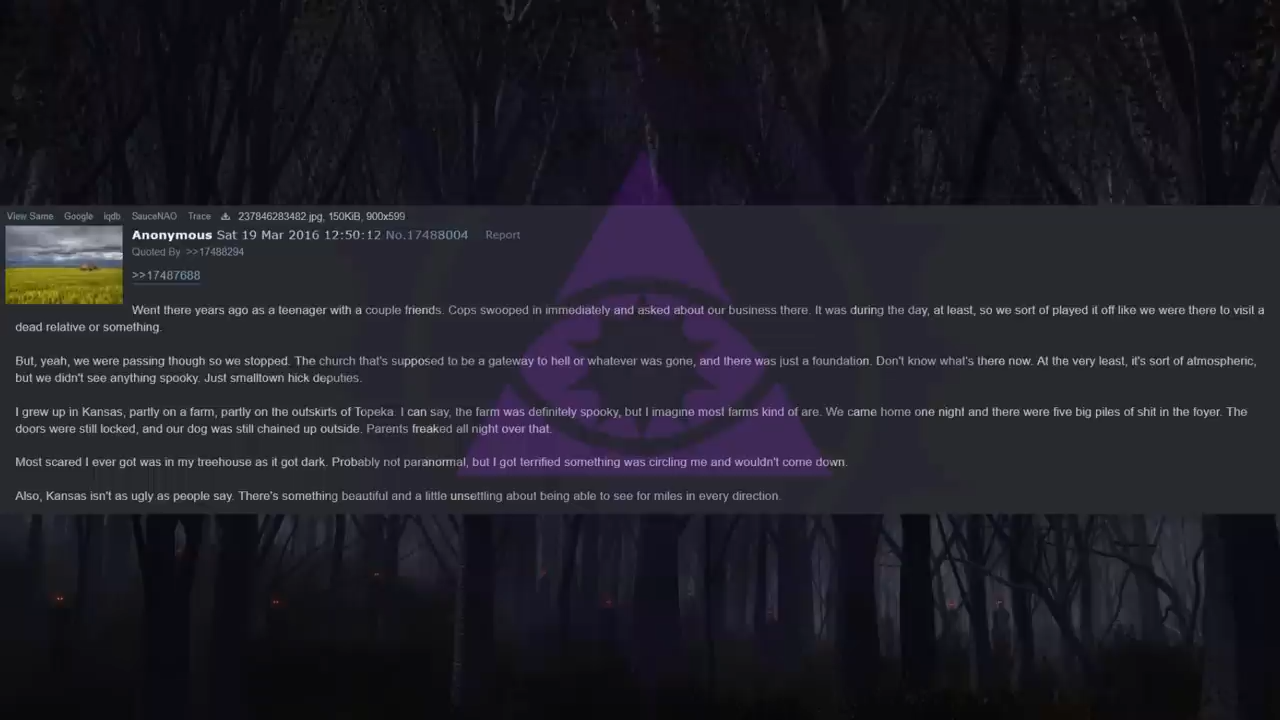 View Same Google iqdb SauceNAO Trace 237846283482.jpg, 150KiB, 900x599
Anonymous Sat 19 Mar 2016 12:50:12 No.17488004 Report
Quoted By >>17488294
>>17487688
Went there years ago as a teenager with a couple friends. Cops swooped in immediately and asked about our business there. It was during the day, at least, so we sort of played it off like we were there to visit a
dead relative or something.
But, yeah, we were passing though so we stopped. The church that's supposed to be a gateway to hell or whatever was gone, and there was just a foundation. Don't know what's there now. At the very least, it's sort of atmospheric,
but we didn't see anything spooky. Just smalltown hick deputies.
I grew up in Kansas, partly on a farm, partly on the outskirts of Topeka. I can say, the farm was definitely spooky, but I imagine most farms kind of are. We came home one night and there were five big piles of shit in the foyer. The
doors were still locked, and our dog was still chained up outside. Parents freaked all night over that.
Most scared I ever got was in my treehouse as it got dark. Probably not paranormal, but I got terrified something was circling me and wouldn't come down.
Also, Kansas isn't as ugly as people say. There's something beautiful and a little unsettling about being able to see for miles in every direction.